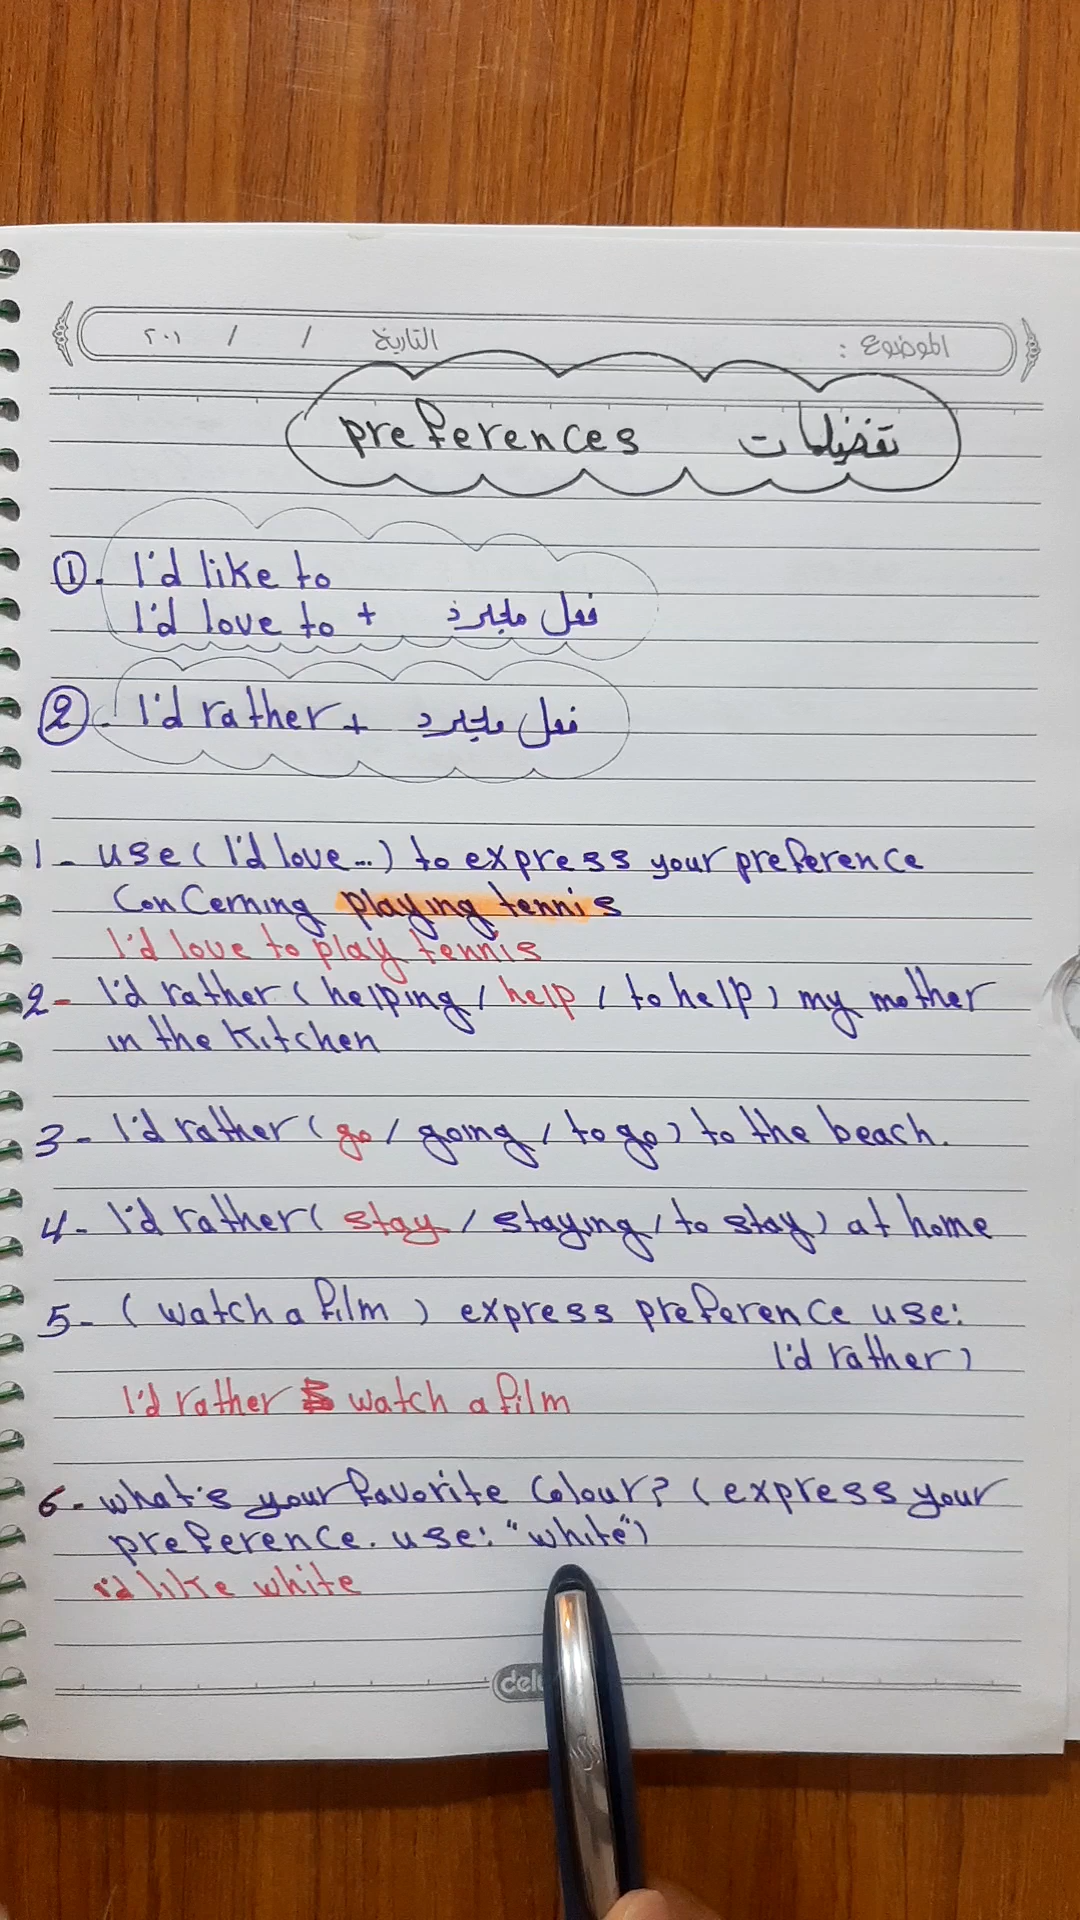 الموضوع : التاريخ / / ٢٠١
preferences تفضيلات
①. I'd like to
I'd love to + فعل مجرد
②. I'd rather + فعل مجرد
1- use ( I'd love...) to express your preference
Concerning playing tennis
I'd love to play tennis
2- I'd rather ( helping / help / to help ) my mother
in the kitchen
3- I'd rather ( go / going / to go ) to the beach.
4- I'd rather ( stay / staying / to stay ) at home
5- ( watch a film ) express preference use:
I'd rather )
I'd rather watch a film
6- what's your favorite Colour? ( express your
preference. use: "white")
I'd like white